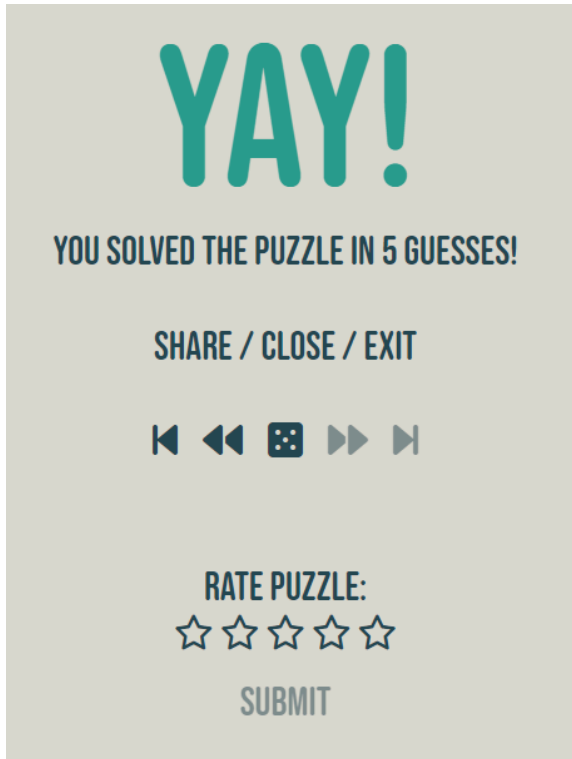 YAY!
YOU SOLVED THE PUZZLE IN 5 GUESSES!
SHARE / CLOSE / EXIT
RATE PUZZLE:
SUBMIT